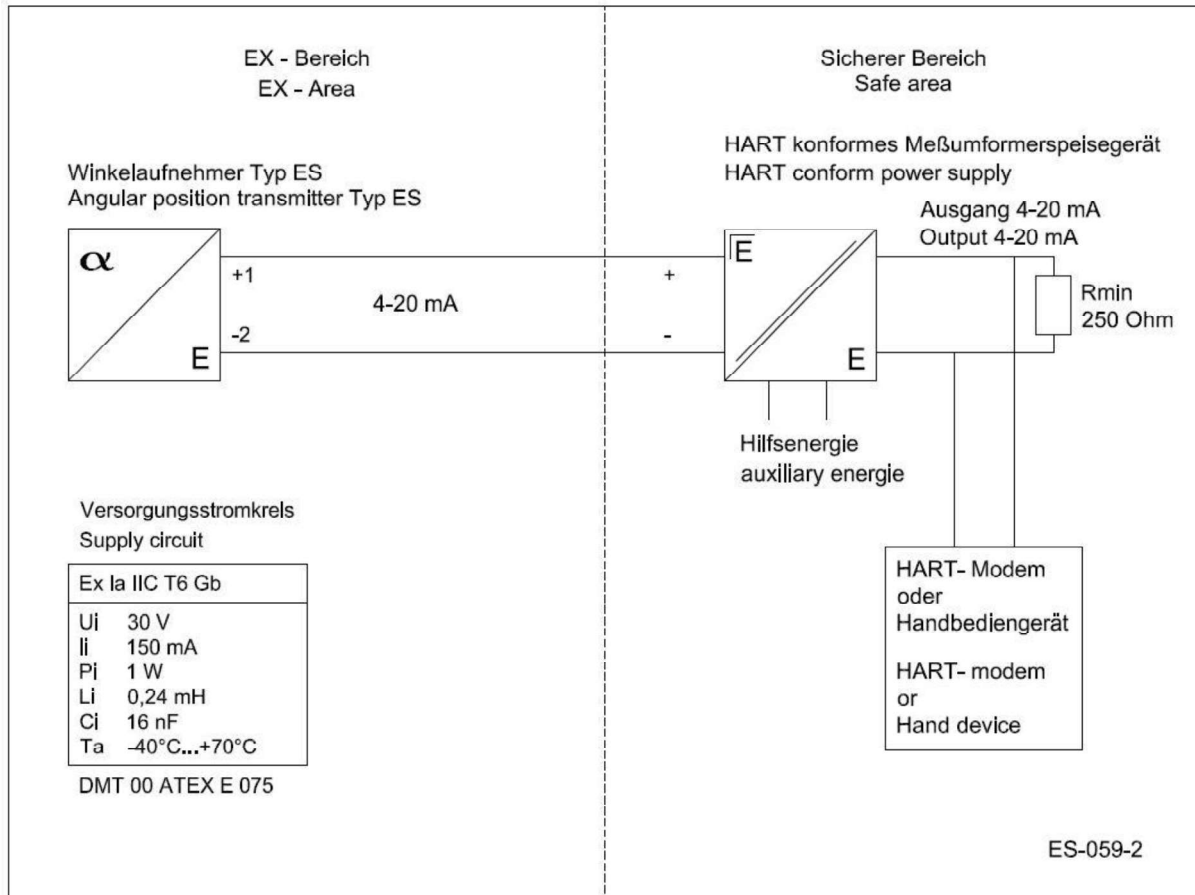 EX - Bereich
EX - Area
Sicherer Bereich
Safe area
Winkelaufnehmer Typ ES
Angular position transmitter Typ ES
HART konformes Meßumformerspeisegerät
HART conform power supply
Ausgang 4-20 mA
Output 4-20 mA
α
E
+1
-2
4-20 mA
+
-
E
E
Rmin
250 Ohm
Hilfsenergie
auxiliary energie
Versorgungsstromkreis
Supply circuit
Ex Ia IIC T6 Gb
Ui 30 V
Ii 150 mA
Pi 1 W
Li 0,24 mH
Ci 16 nF
Ta -40°C...+70°C
DMT 00 ATEX E 075
HART- Modem
oder
Handbediengerät
HART- modem
or
Hand device
ES-059-2